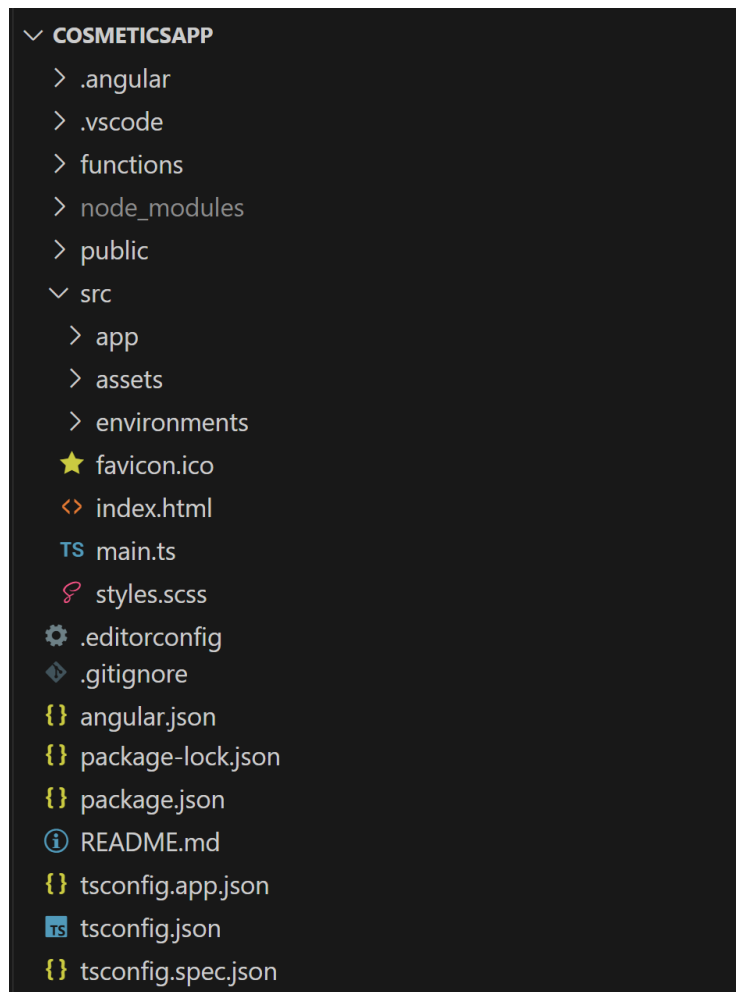 COSMETICSAPP
.angular
.vscode
functions
node_modules
public
src
app
assets
environments
favicon.ico
<> index.html
TS main.ts
styles.scss
.editorconfig
.gitignore
{} angular.json
{} package-lock.json
{} package.json
README.md
{} tsconfig.app.json
TS tsconfig.json
{} tsconfig.spec.json